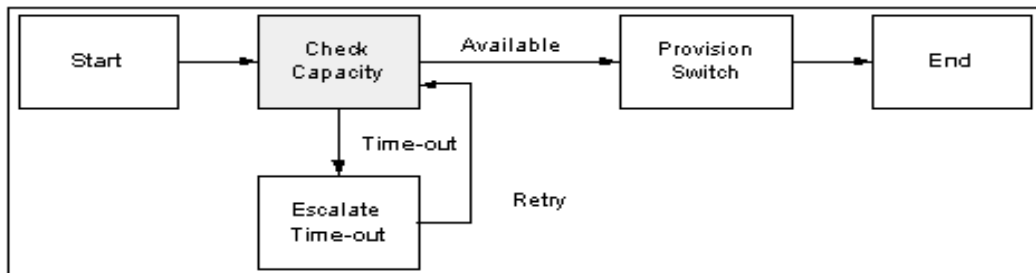 Start
Check
Capacity
Available
Provision
Switch
End
Time-out
Escalate
Time-out
Retry